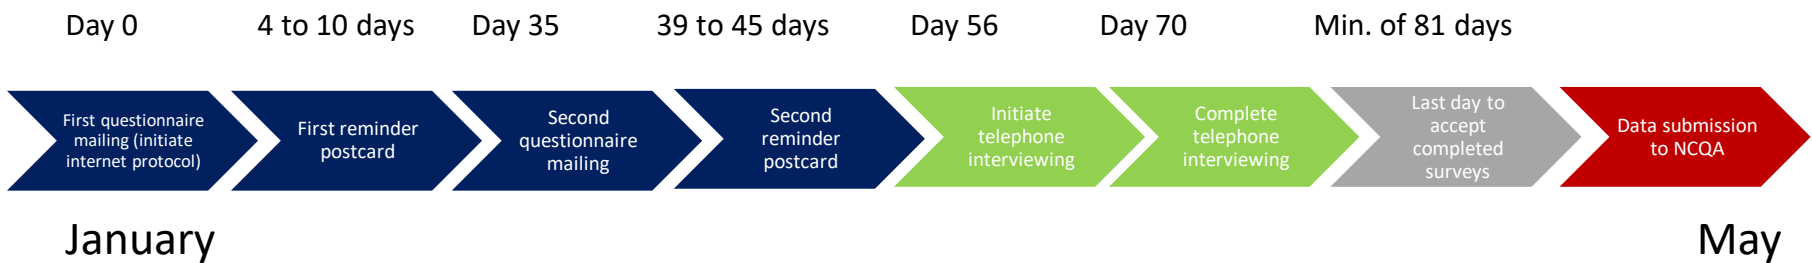 Day 0
4 to 10 days
Day 35
39 to 45 days
Day 56
Day 70
Min. of 81 days
First questionnaire
mailing (initiate
internet protocol)
First reminder
postcard
Second
questionnaire
mailing
Second
reminder
postcard
Initiate
telephone
interviewing
Complete
telephone
interviewing
Last day to
accept
completed
surveys
Data submission
to NCQA
January
May